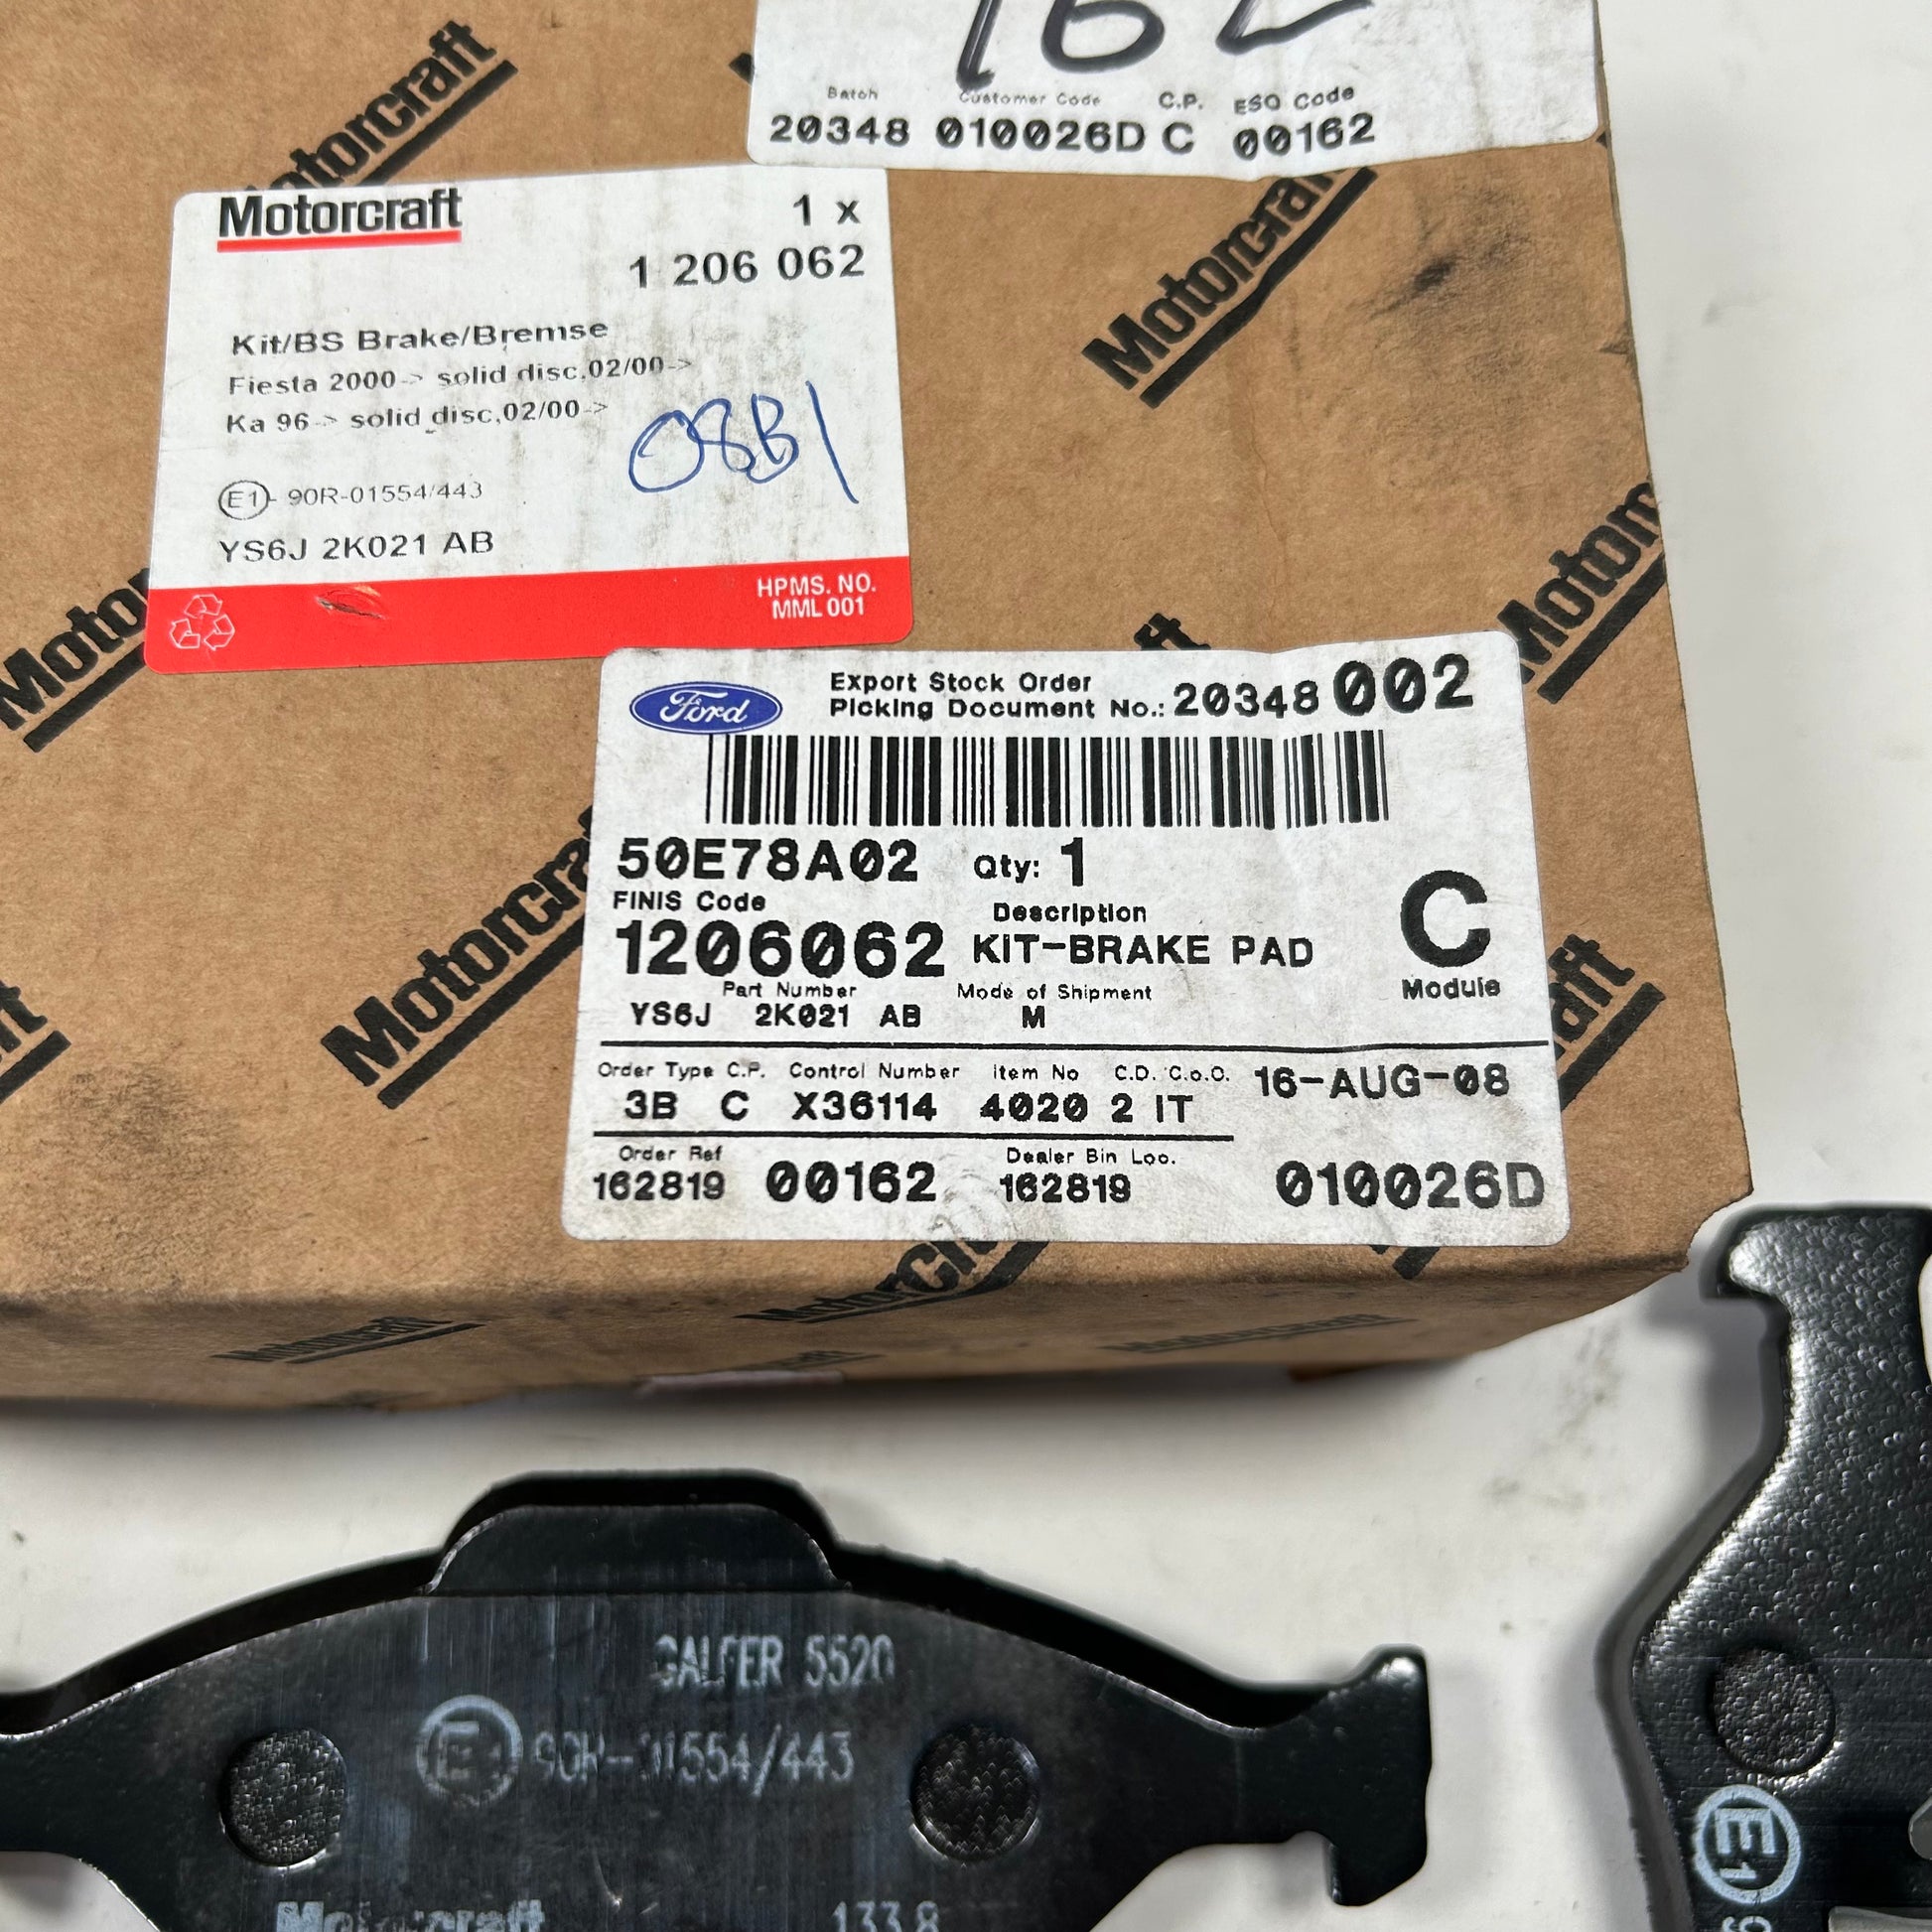 162
Batch Customer Code C.P. ESO Code
20348 010026D C 00162
Motorcraft
1 x
1 206 062
Kit/BS Brake/Bremse
Fiesta 2000-> solid disc,02/00->
Ka 96-> solid disc,02/00->
08B1
E1 - 90R-01554/443
YS6J 2K021 AB
HPMS. NO.
MML 001
Motorcraft
Motorcraft
Motorcraft
Ford
Export Stock Order
Picking Document No.: 20348 002
50E78A02 Qty: 1
FINIS Code Description
1206062 KIT-BRAKE PAD
C
Module
Part Number Mode of Shipment
YS6J 2K021 AB M
Order Type C.P. Control Number Item No C.D. C.o.O.
3B C X36114 4020 2 IT
16-AUG-08
Order Ref Dealer Bin Loc.
162819 00162 162819 010026D
GALFER 5520
E1 90R-01554/443
Motorcraft 133.8
E1